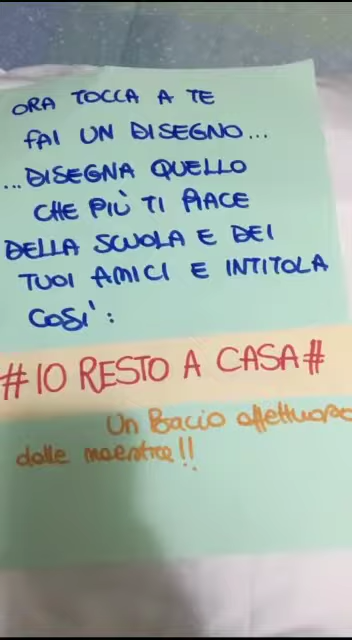 ORA TOCCA A TE
FAI UN DISEGNO...
...DISEGNA QUELLO
CHE PIÙ TI PIACE
DELLA SCUOLA E DEI
TUOI AMICI E INTITOLA
COSI':
#IO RESTO A CASA#
Un Bacio affettuoso
dalle maestre!!